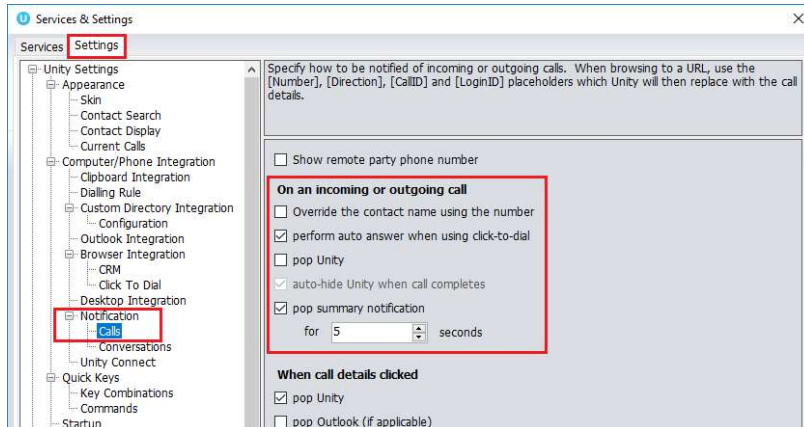 Services & Settings
Services Settings
Unity Settings
Appearance
Skin
Contact Search
Contact Display
Current Calls
Computer/Phone Integration
Clipboard Integration
Dialling Rule
Custom Directory Integration
Configuration
Outlook Integration
Browser Integration
CRM
Click To Dial
Desktop Integration
Notification
Calls
Conversations
Unity Connect
Quick Keys
Key Combinations
Commands
Startup
Specify how to be notified of incoming or outgoing calls. When browsing to a URL, use the
[Number], [Direction], [CallID] and [LoginID] placeholders which Unity will then replace with the call
details.
Show remote party phone number
On an incoming or outgoing call
Override the contact name using the number
perform auto answer when using click-to-dial
pop Unity
auto-hide Unity when call completes
pop summary notification
for 5 seconds
When call details clicked
pop Unity
pop Outlook (if applicable)